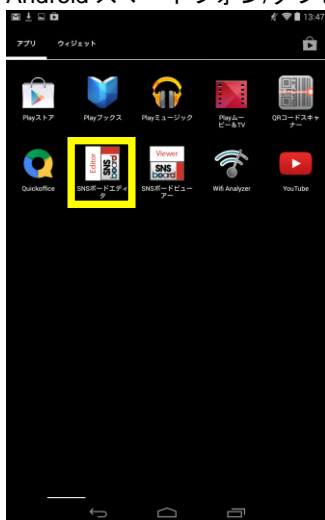 Android スマートフォン/タブレ
13:47
アプリ ウィジェット
Playストア Playブックス Playミュージック Playムービー&TV QRコードスキャナー
Editor SNS board Viewer SNS board
Quickoffice SNSボードエディタ SNSボードビューアー Wifi Analyzer YouTube